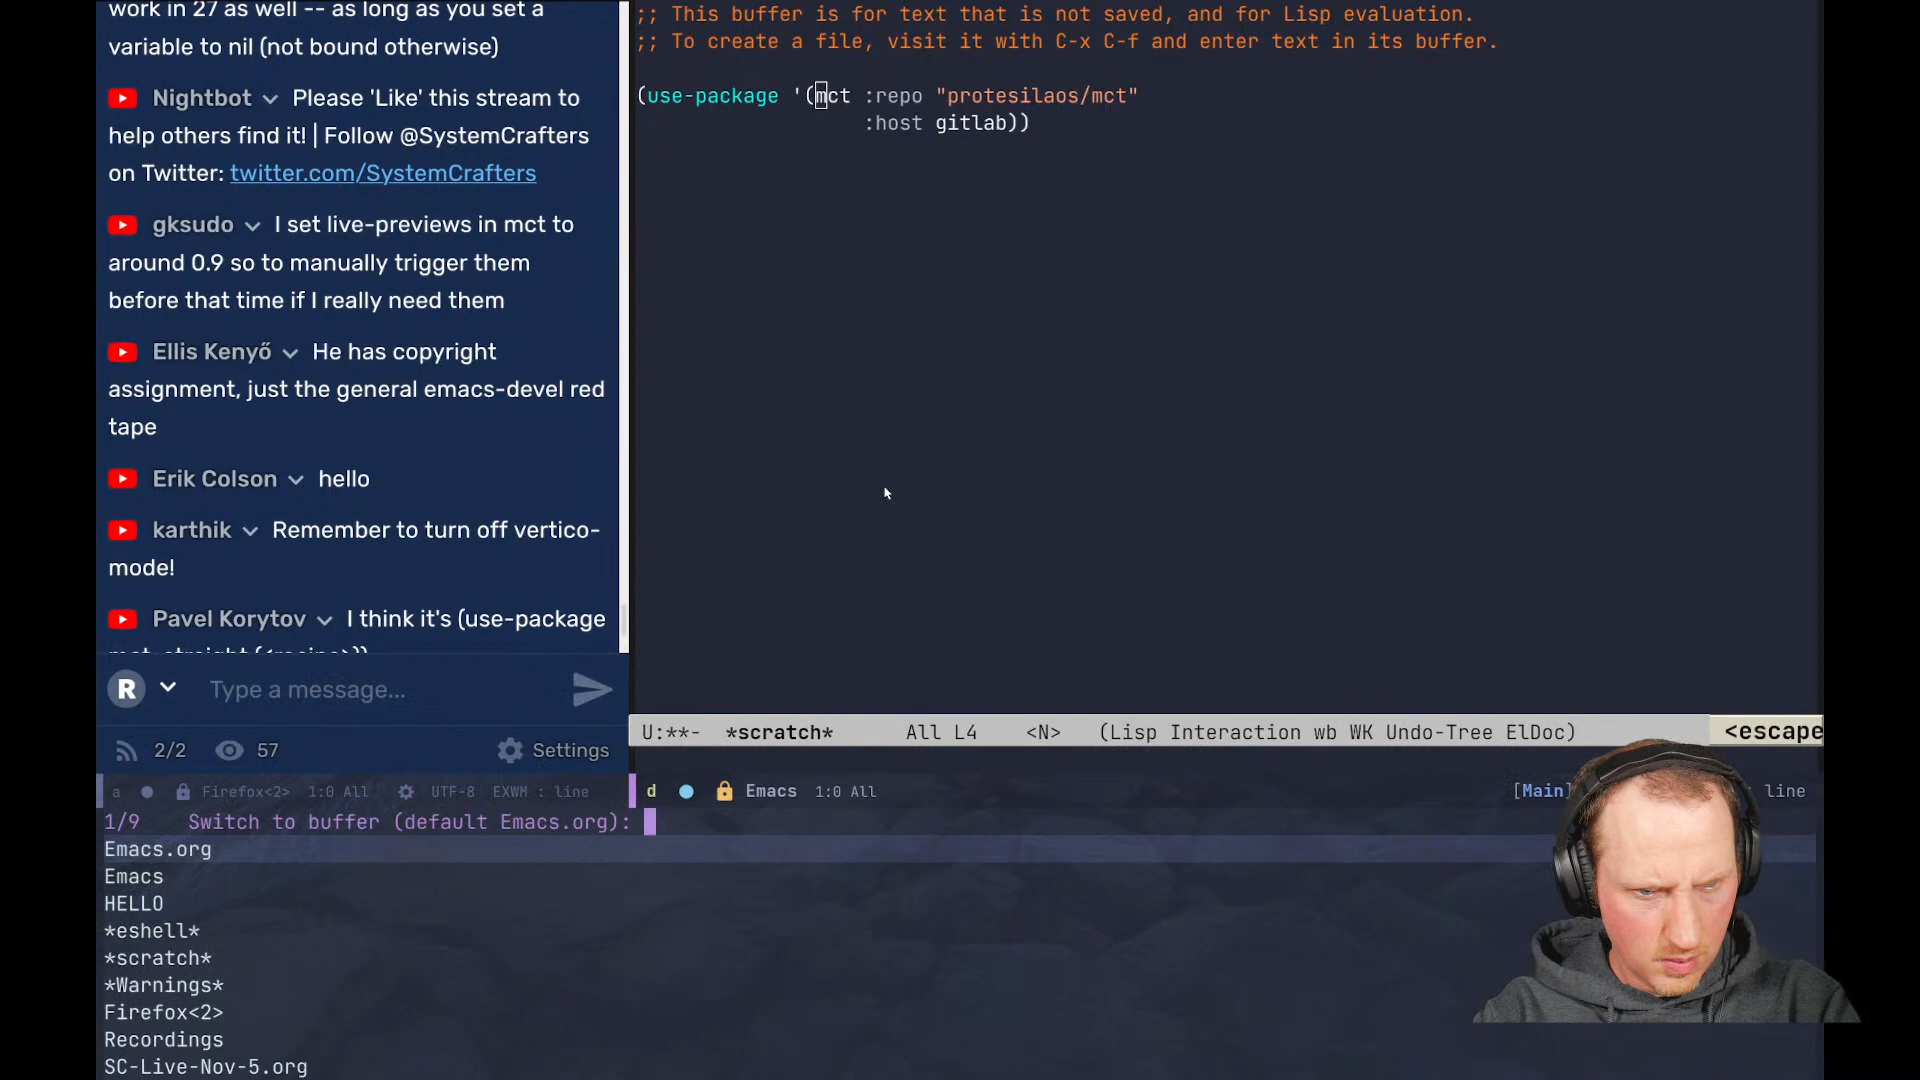 work in 27 as well -- as long as you set a
variable to nil (not bound otherwise)
Nightbot Please 'Like' this stream to
help others find it! | Follow @SystemCrafters
on Twitter: twitter.com/SystemCrafters
gksudo I set live-previews in mct to
around 0.9 so to manually trigger them
before that time if I really need them
Ellis Kenyő He has copyright
assignment, just the general emacs-devel red
tape
Erik Colson hello
karthik Remember to turn off vertico-
mode!
Pavel Korytov I think it's (use-package
mct :straight (<recipe>))
R Type a message...
2/2 57 Settings
;; This buffer is for text that is not saved, and for Lisp evaluation.
;; To create a file, visit it with C-x C-f and enter text in its buffer.
(use-package '(mct :repo "protesilaos/mct"
:host gitlab))
U:**- *scratch* All L4 <N> (Lisp Interaction wb WK Undo-Tree ElDoc) <escape
a Firefox<2> 1:0 All UTF-8 EXWM : line
d Emacs 1:0 All [Main] line
1/9 Switch to buffer (default Emacs.org):
Emacs.org
Emacs
HELLO
*eshell*
*scratch*
*Warnings*
Firefox<2>
Recordings
SC-Live-Nov-5.org